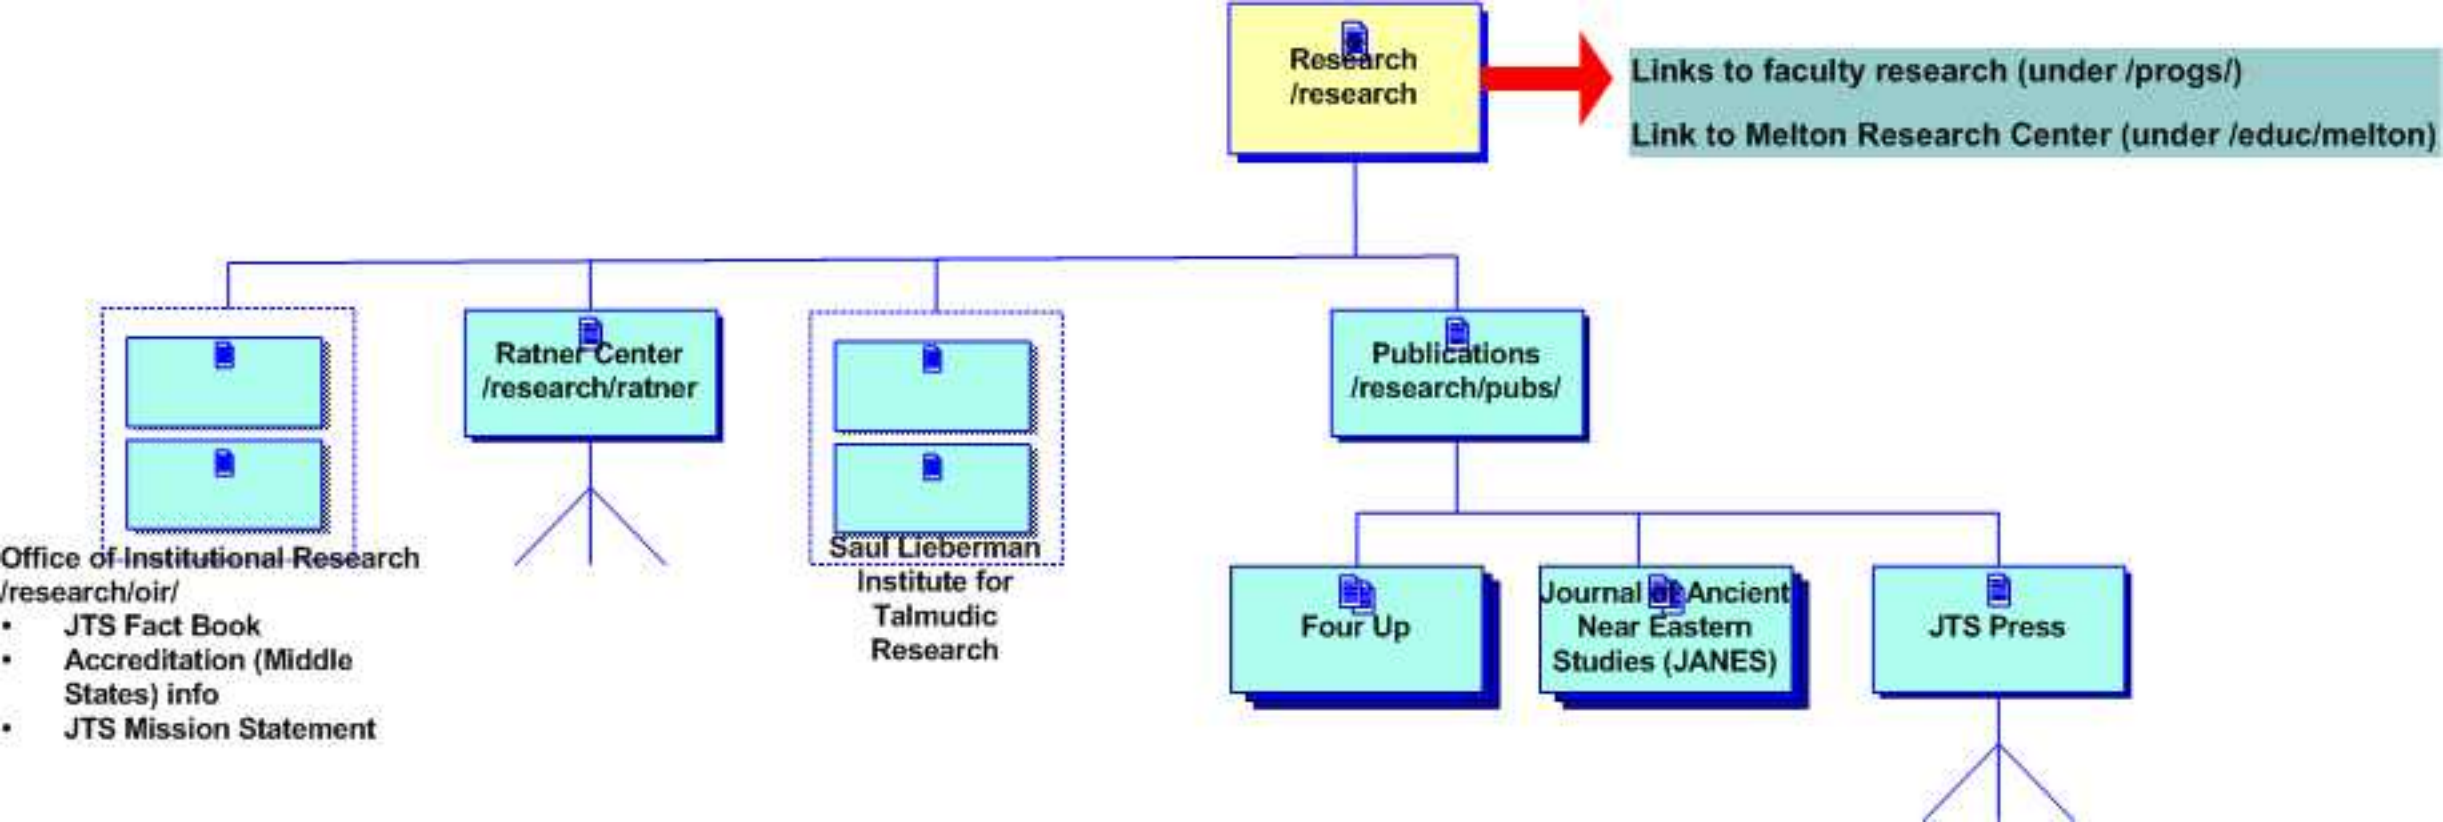 Research
/research
Links to faculty research (under /progs/)
Link to Melton Research Center (under /educ/melton)
Office of Institutional Research
/research/oir/
• JTS Fact Book
• Accreditation (Middle
States) info
• JTS Mission Statement
Ratner Center
/research/ratner
Saul Lieberman
Institute for
Talmudic
Research
Publications
/research/pubs/
Four Up
Journal of Ancient
Near Eastern
Studies (JANES)
JTS Press